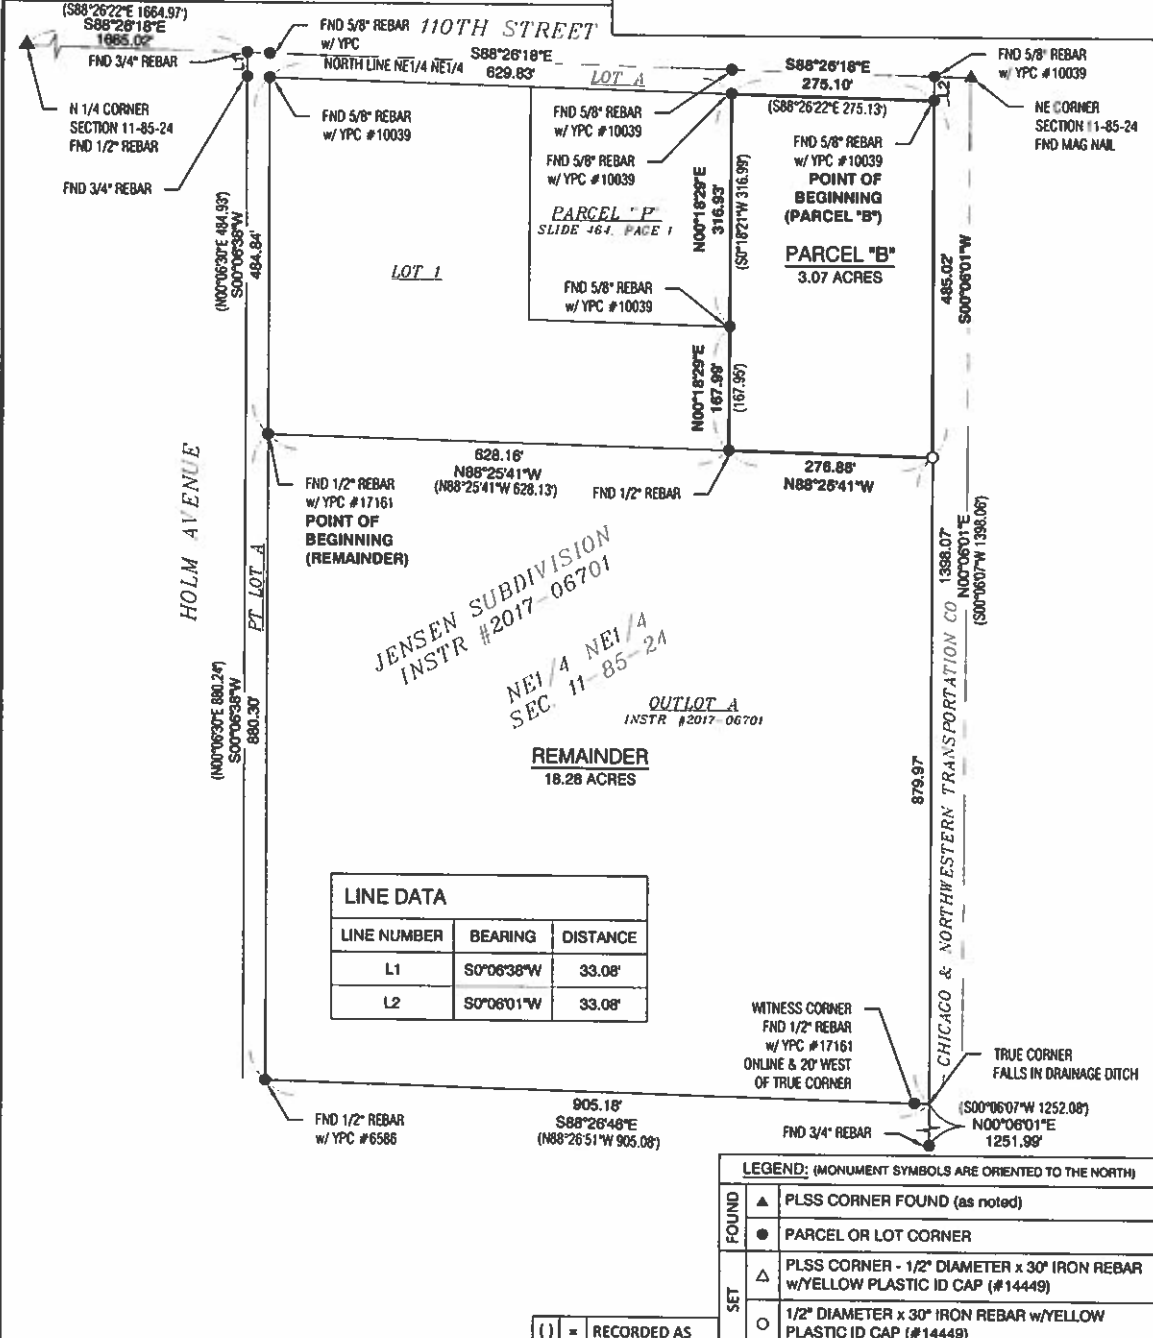 (S88°26'22"E 1664.97')
S88°26'18"E
1665.02'
FND 3/4" REBAR
FND 5/8" REBAR
w/ YPC
110TH STREET
NORTH LINE NE1/4 NE1/4
S88°26'18"E
629.83'
LOT A
S88°26'18"E
275.10'
(S88°26'22"E 275.13')
FND 5/8" REBAR
w/ YPC #10039
L1
L2
N 1/4 CORNER
SECTION 11-85-24
FND 1/2" REBAR
FND 3/4" REBAR
FND 5/8" REBAR
w/ YPC #10039
FND 5/8" REBAR
w/ YPC #10039
FND 5/8" REBAR
w/ YPC #10039
FND 5/8" REBAR
w/ YPC #10039
POINT OF
BEGINNING
(PARCEL "B")
NE CORNER
SECTION 11-85-24
FND MAG NAIL
PARCEL "P"
SLIDE 464, PAGE 1
N00°18'29"E
316.93'
(S0°18'21"W 316.99')
PARCEL "B"
3.07 ACRES
(N00°06'30"E 484.93')
S00°06'38"W
484.84'
LOT 1
FND 5/8" REBAR
w/ YPC #10039
485.02'
S00°06'01"W
N00°18'29"E
167.99'
(167.95')
628.16'
N88°25'41"W
(N88°25'41"W 628.13')
276.88'
N88°25'41"W
FND 1/2" REBAR
w/ YPC #17161
POINT OF
BEGINNING
(REMAINDER)
FND 1/2" REBAR
HOLM AVENUE
PT LOT A
JENSEN SUBDIVISION
INSTR #2017-06701
NE1/4 NE1/4
SEC. 11-85-24
1398.07'
N00°06'01"E
(S00°06'07"W 1398.06')
OUTLOT A
INSTR #2017-06701
REMAINDER
18.28 ACRES
(N00°06'30"E 880.24')
S00°06'38"W
880.30'
879.97'
CHICAGO & NORTHWESTERN TRANSPORTATION CO
LINE DATA
LINE NUMBER BEARING DISTANCE
L1 S0°06'38"W 33.08'
L2 S0°06'01"W 33.08'
WITNESS CORNER
FND 1/2" REBAR
w/ YPC #17161
ONLINE & 20' WEST
OF TRUE CORNER
TRUE CORNER
FALLS IN DRAINAGE DITCH
FND 1/2" REBAR
w/ YPC #6586
905.18'
S88°26'46"E
(N88°26'51"W 905.08')
FND 3/4" REBAR
(S00°06'07"W 1252.08')
N00°06'01"E
1251.99'
LEGEND: (MONUMENT SYMBOLS ARE ORIENTED TO THE NORTH)
FOUND
▲ PLSS CORNER FOUND (as noted)
● PARCEL OR LOT CORNER
SET
△ PLSS CORNER - 1/2" DIAMETER x 30" IRON REBAR
w/YELLOW PLASTIC ID CAP (#14449)
○ 1/2" DIAMETER x 30" IRON REBAR w/YELLOW
PLASTIC ID CAP (#14449)
( ) = RECORDED AS